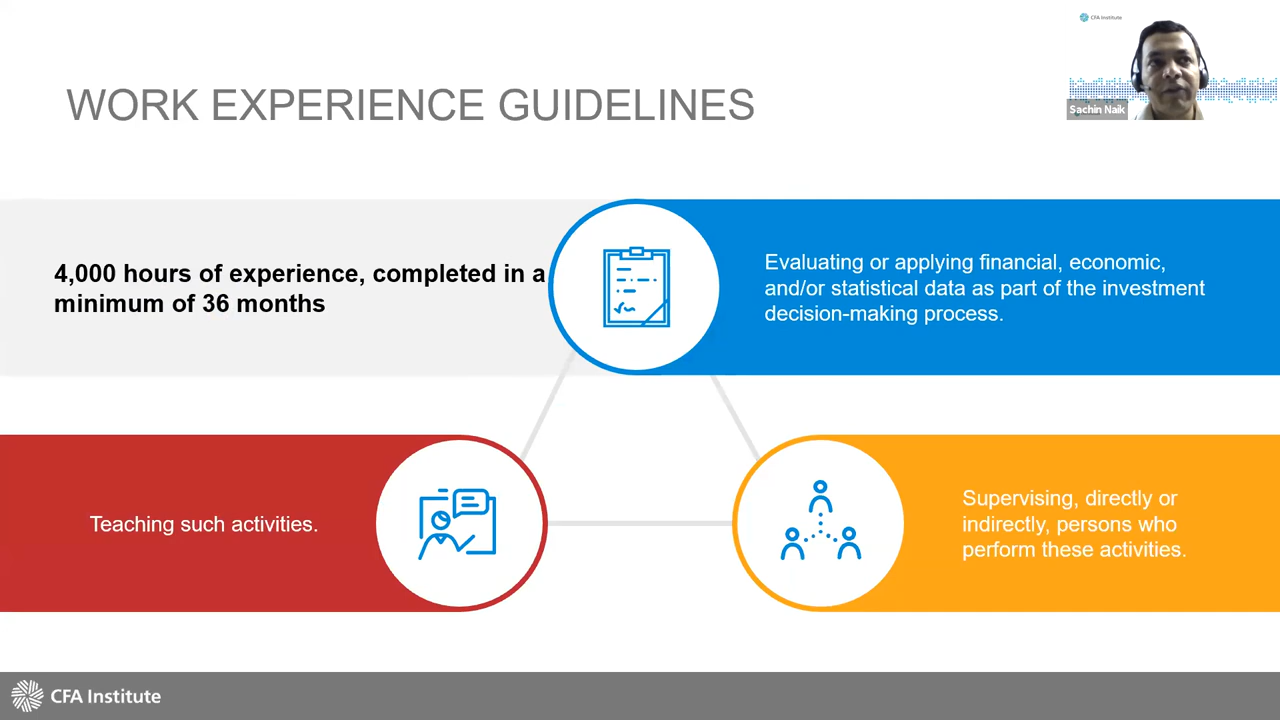 CFA Institute
WORK EXPERIENCE GUIDELINES
Sachin Naik
4,000 hours of experience, completed in a
minimum of 36 months
Evaluating or applying financial, economic,
and/or statistical data as part of the investment
decision-making process.
Teaching such activities.
Supervising, directly or
indirectly, persons who
perform these activities.
CFA Institute